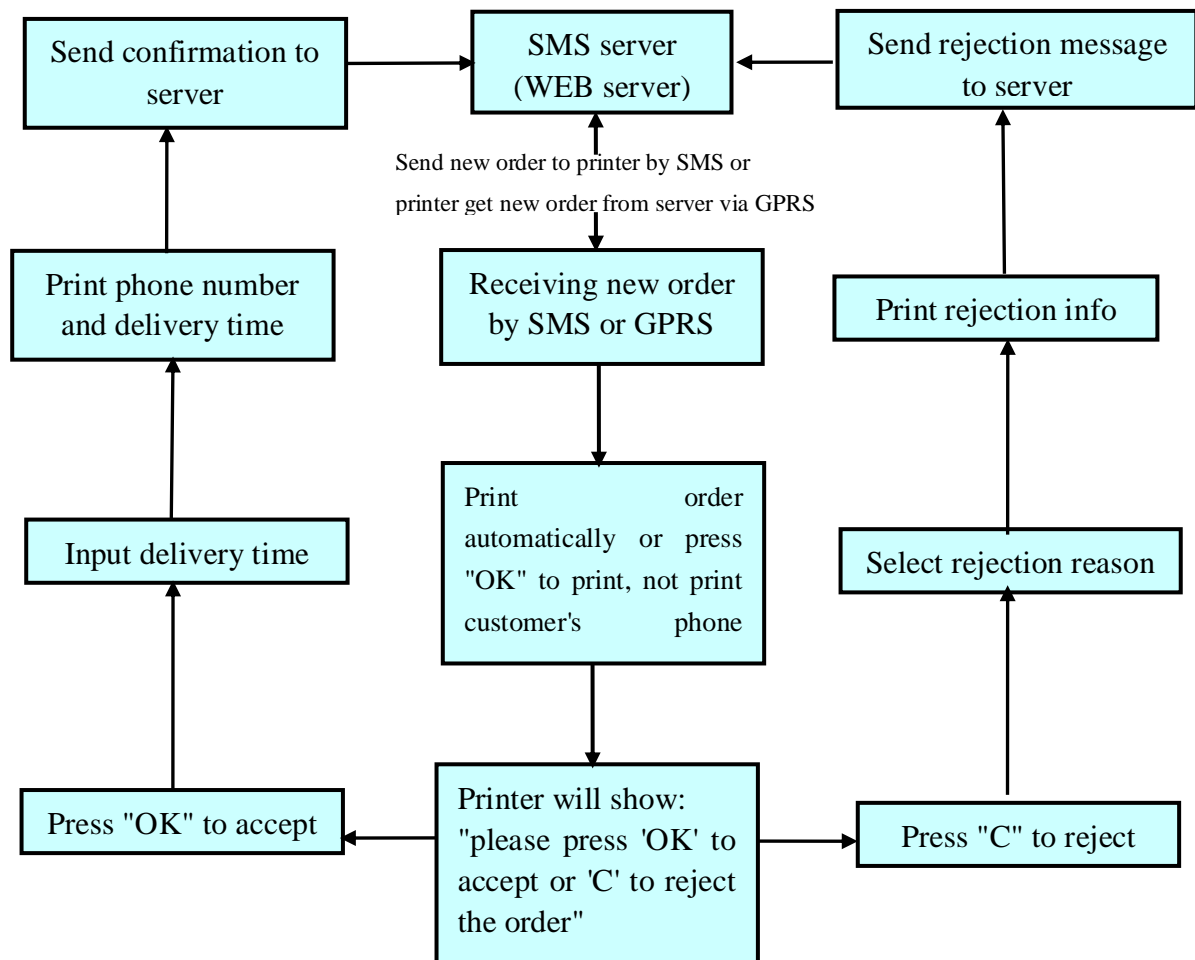 Send confirmation to
server
SMS server
(WEB server)
Send rejection message
to server
Send new order to printer by SMS or
printer get new order from server via GPRS
Print phone number
and delivery time
Receiving new order
by SMS or GPRS
Print rejection info
Print order
automatically or press
"OK" to print, not print
customer's phone
Input delivery time
Select rejection reason
Press "OK" to accept
Printer will show:
"please press 'OK' to
accept or 'C' to reject
the order"
Press "C" to reject